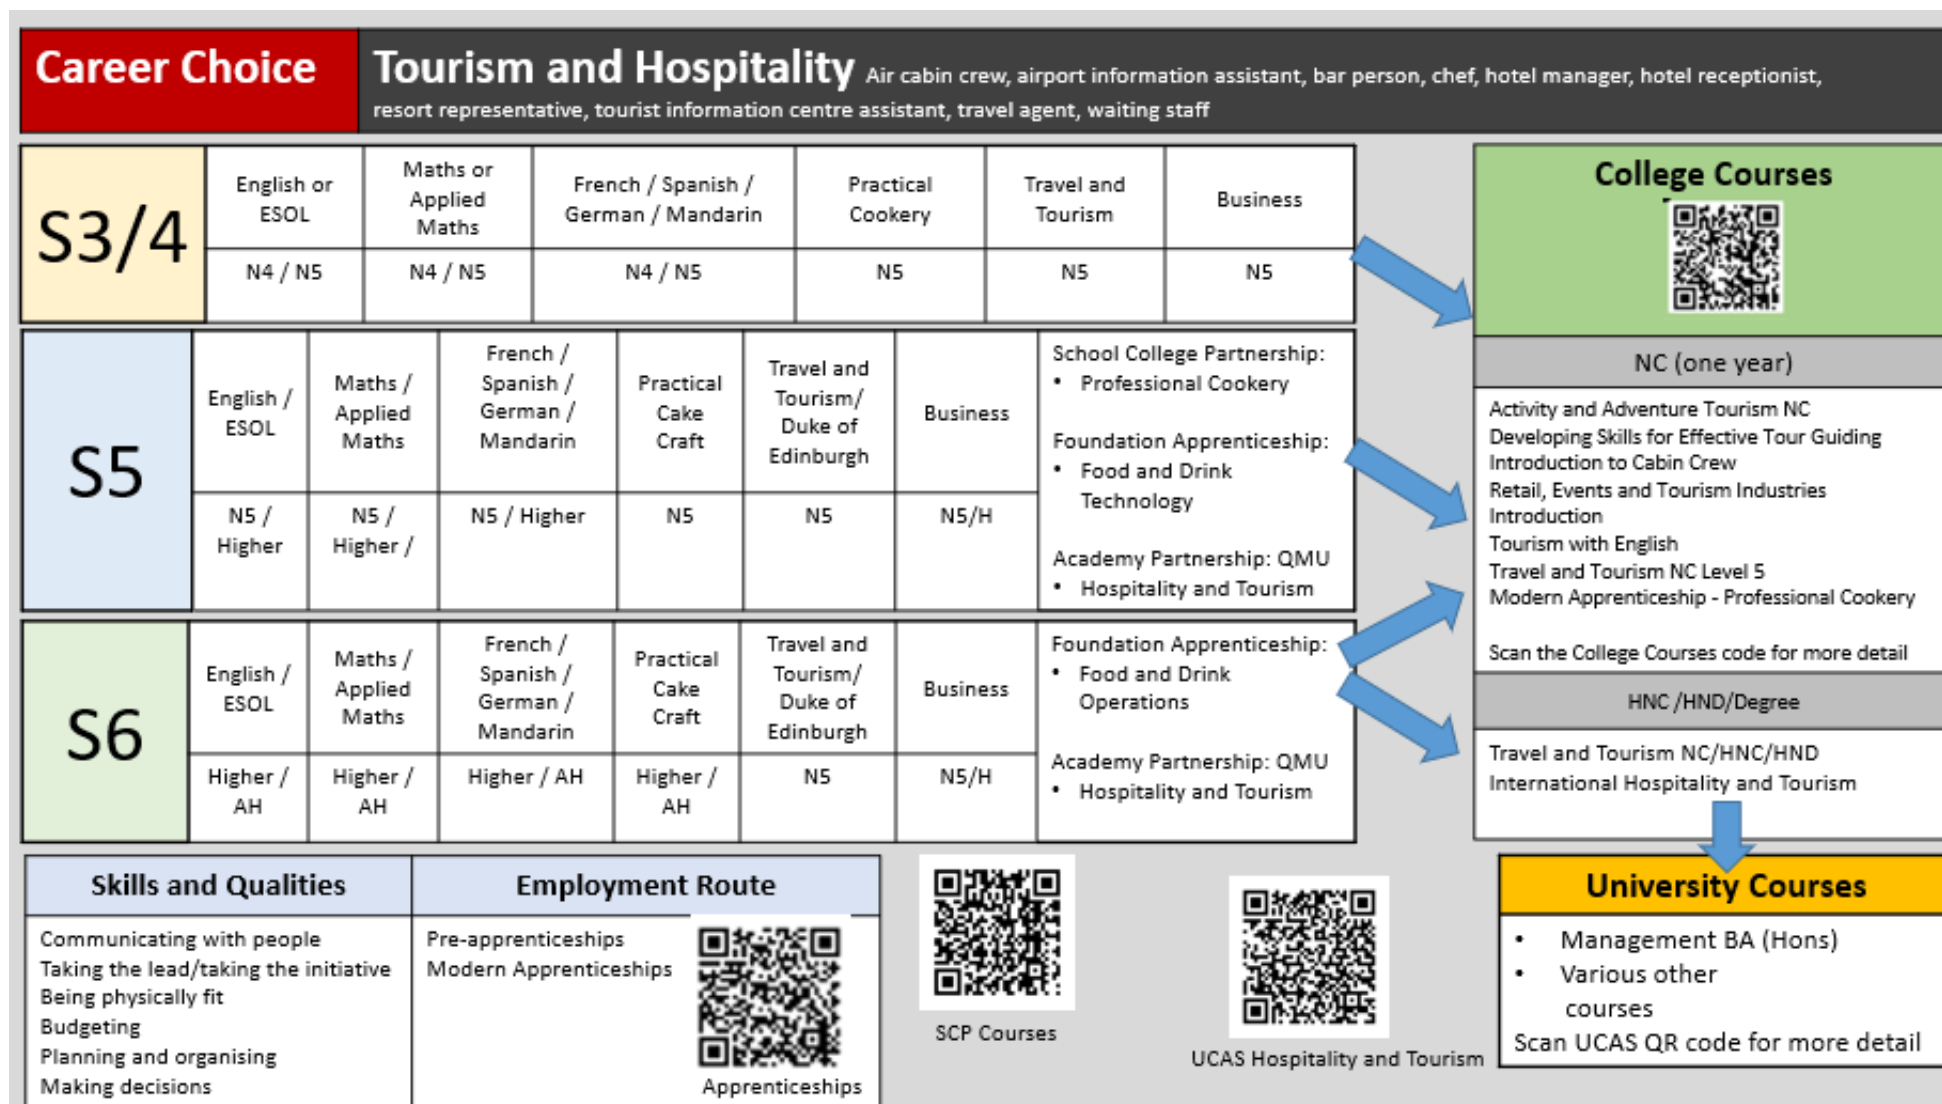 Career Choice
Tourism and Hospitality Air cabin crew, airport information assistant, bar person, chef, hotel manager, hotel receptionist,
resort representative, tourist information centre assistant, travel agent, waiting staff
S3/4
English or
ESOL
Maths or
Applied
Maths
French / Spanish /
German / Mandarin
Practical
Cookery
Travel and
Tourism
Business
N4 / N5
N4 / N5
N4 / N5
N5
N5
N5
S5
English /
ESOL
Maths /
Applied
Maths
French /
Spanish /
German /
Mandarin
Practical
Cake
Craft
Travel and
Tourism/
Duke of
Edinburgh
Business
N5 /
Higher
N5 /
Higher /
N5 / Higher
N5
N5
N5/H
School College Partnership:
• Professional Cookery
Foundation Apprenticeship:
• Food and Drink
Technology
Academy Partnership: QMU
• Hospitality and Tourism
S6
English /
ESOL
Maths /
Applied
Maths
French /
Spanish /
German /
Mandarin
Practical
Cake
Craft
Travel and
Tourism/
Duke of
Edinburgh
Business
Higher /
AH
Higher /
AH
Higher / AH
Higher /
AH
N5
N5/H
Foundation Apprenticeship:
• Food and Drink
Operations
Academy Partnership: QMU
• Hospitality and Tourism
College Courses
NC (one year)
Activity and Adventure Tourism NC
Developing Skills for Effective Tour Guiding
Introduction to Cabin Crew
Retail, Events and Tourism Industries
Introduction
Tourism with English
Travel and Tourism NC Level 5
Modern Apprenticeship - Professional Cookery
Scan the College Courses code for more detail
HNC /HND/Degree
Travel and Tourism NC/HNC/HND
International Hospitality and Tourism
Skills and Qualities
Communicating with people
Taking the lead/taking the initiative
Being physically fit
Budgeting
Planning and organising
Making decisions
Employment Route
Pre-apprenticeships
Modern Apprenticeships
Apprenticeships
SCP Courses
UCAS Hospitality and Tourism
University Courses
• Management BA (Hons)
• Various other
courses
Scan UCAS QR code for more detail